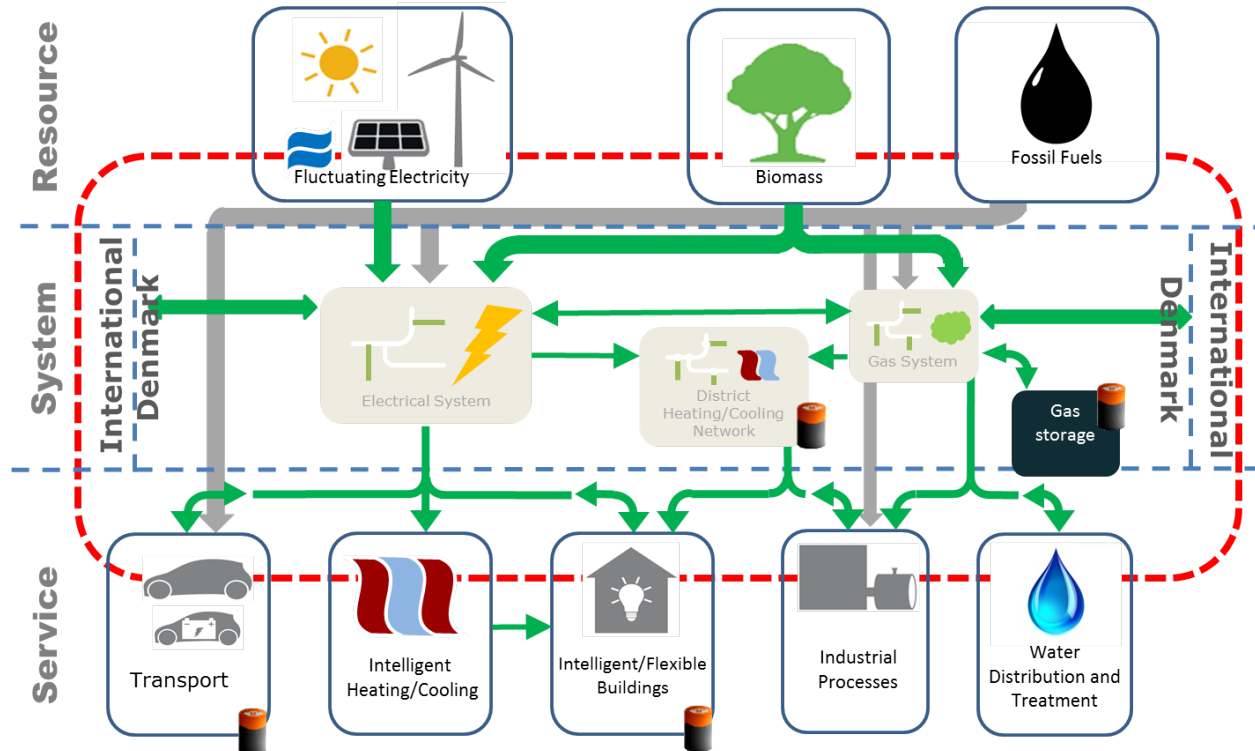 Resource
Fluctuating Electricity
Biomass
Fossil Fuels
System
International
Denmark
Electrical System
District
Heating/Cooling
Network
Gas System
Gas
storage
Denmark
International
Service
Transport
Intelligent
Heating/Cooling
Intelligent/Flexible
Buildings
Industrial
Processes
Water
Distribution and
Treatment